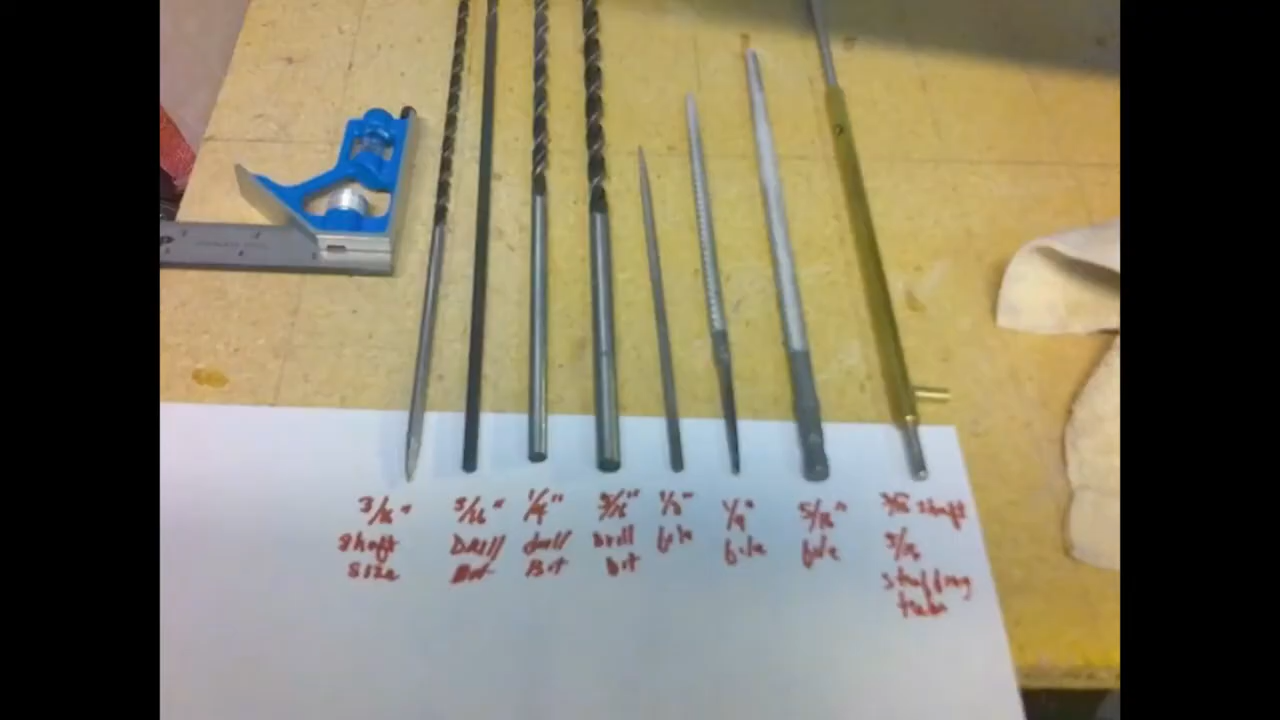 3/16" 3/16" 1/4" 5/16" 1/8" 1/4" 5/16" 3/16 shaft
shaft Drill drill Drill file file file 5/16
size Bit Bit bit stuffing
tube